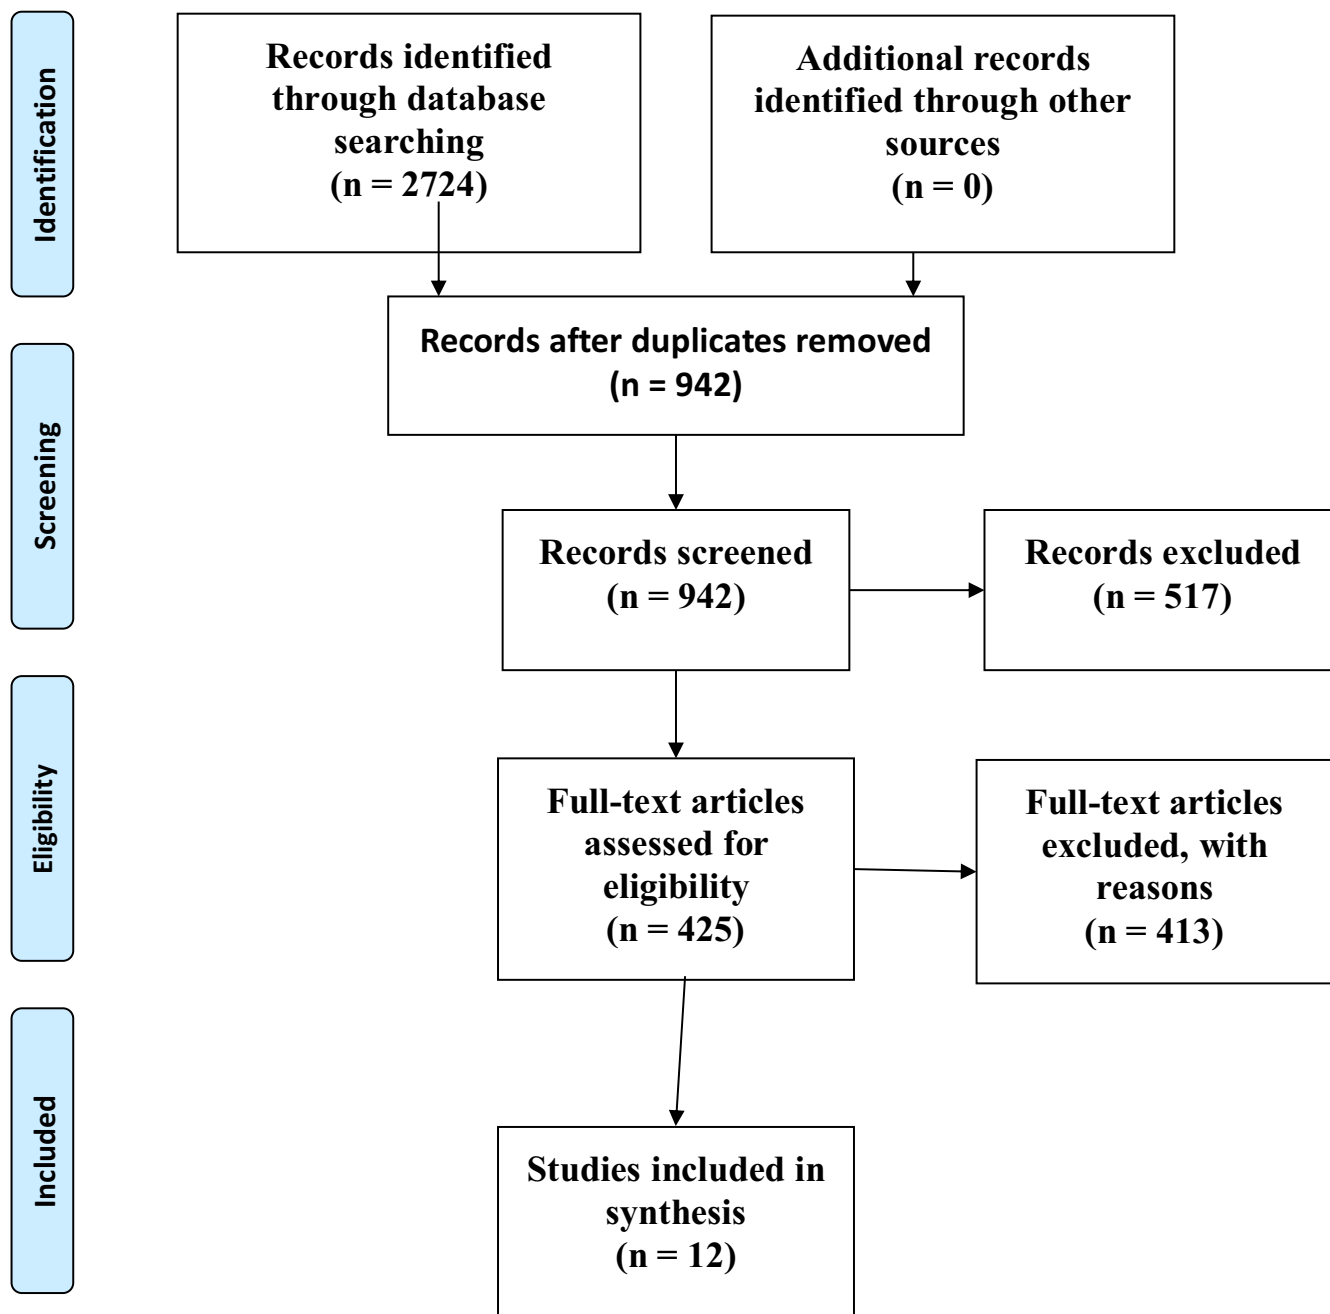 Identification
Records identified
through database
searching
(n = 2724)
Additional records
identified through other
sources
(n = 0)
Records after duplicates removed
(n = 942)
Screening
Records screened
(n = 942)
Records excluded
(n = 517)
Eligibility
Full-text articles
assessed for
eligibility
(n = 425)
Full-text articles
excluded, with
reasons
(n = 413)
Included
Studies included in
synthesis
(n = 12)